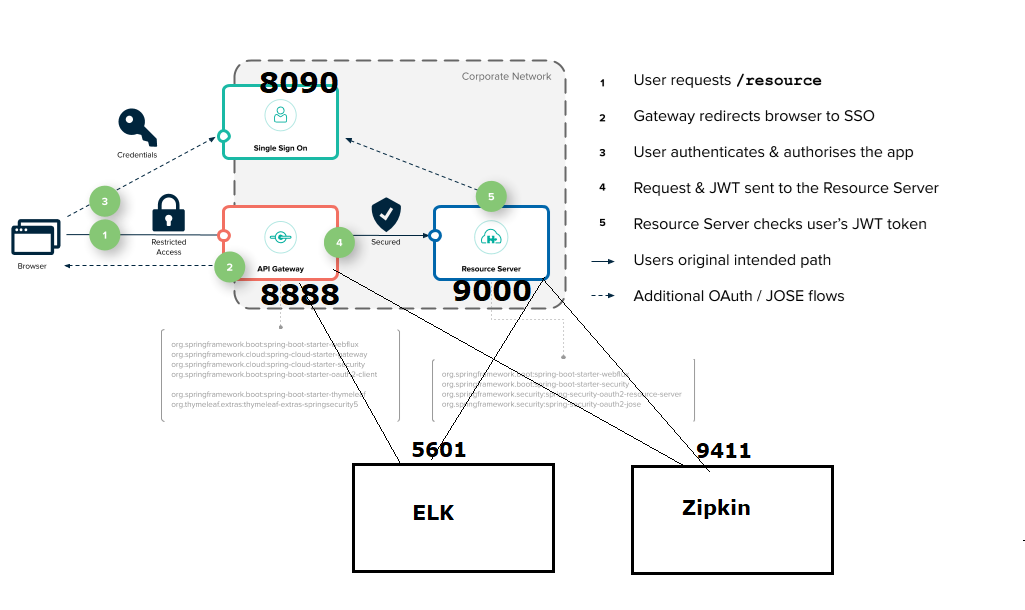 8090
Corporate Network
Single Sign On
Credentials
3
5
1
Restricted
Access
4
Secured
Browser
2
API Gateway
Resource Server
8888
9000
1 User requests /resource
2 Gateway redirects browser to SSO
3 User authenticates & authorises the app
4 Request & JWT sent to the Resource Server
5 Resource Server checks user's JWT token
Users original intended path
Additional OAuth / JOSE flows
org.springframework.boot:spring-boot-starter-webflux
org.springframework.cloud:spring-cloud-starter-gateway
org.springframework.cloud:spring-cloud-starter-security
org.springframework.boot:spring-boot-starter-oauth2-client
org.springframework.boot:spring-boot-starter-thymeleaf
org.thymeleaf.extras:thymeleaf-extras-springsecurity5
org.springframework.boot:spring-boot-starter-webflux
org.springframework.boot:spring-boot-starter-security
org.springframework.security:spring-security-oauth2-resource-server
org.springframework.security:spring-security-oauth2-jose
5601
9411
ELK
Zipkin